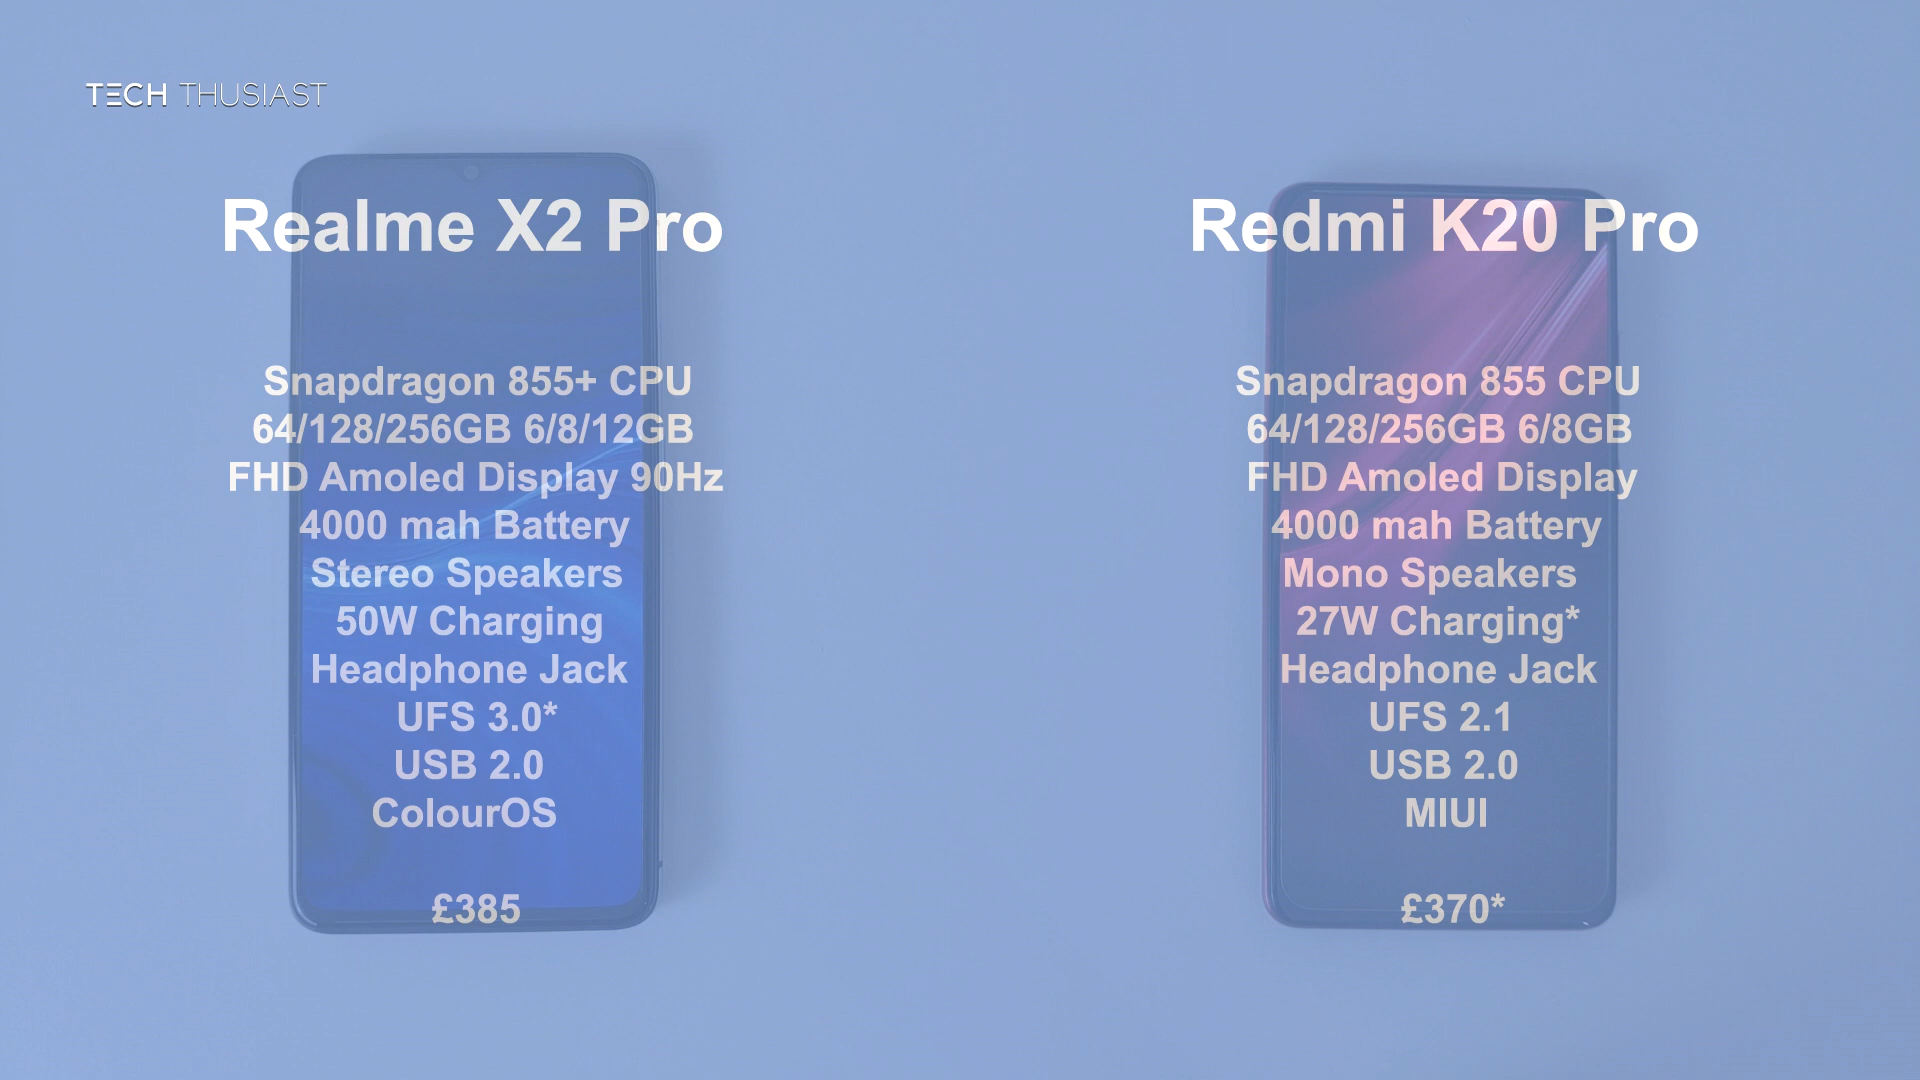 TECH THUSIAST
Realme X2 Pro
Snapdragon 855+ CPU
64/128/256GB 6/8/12GB
FHD Amoled Display 90Hz
4000 mah Battery
Stereo Speakers
50W Charging
Headphone Jack
UFS 3.0*
USB 2.0
ColourOS
£385
Redmi K20 Pro
Snapdragon 855 CPU
64/128/256GB 6/8GB
FHD Amoled Display
4000 mah Battery
Mono Speakers
27W Charging*
Headphone Jack
UFS 2.1
USB 2.0
MIUI
£370*